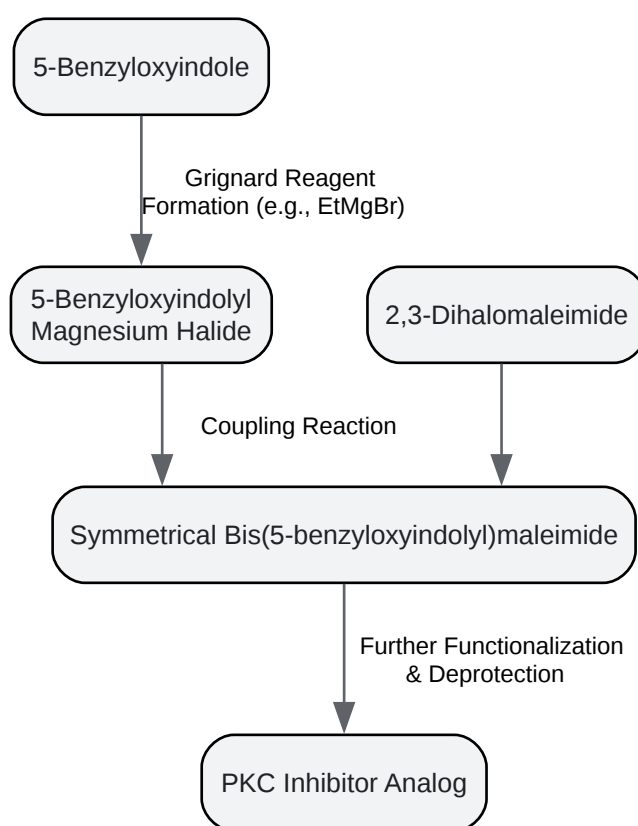 5-Benzyloxyindole
Grignard Reagent
Formation (e.g., EtMgBr)
5-Benzyloxyindolyl
Magnesium Halide
2,3-Dihalomaleimide
Coupling Reaction
Symmetrical Bis(5-benzyloxyindolyl)maleimide
Further Functionalization
& Deprotection
PKC Inhibitor Analog